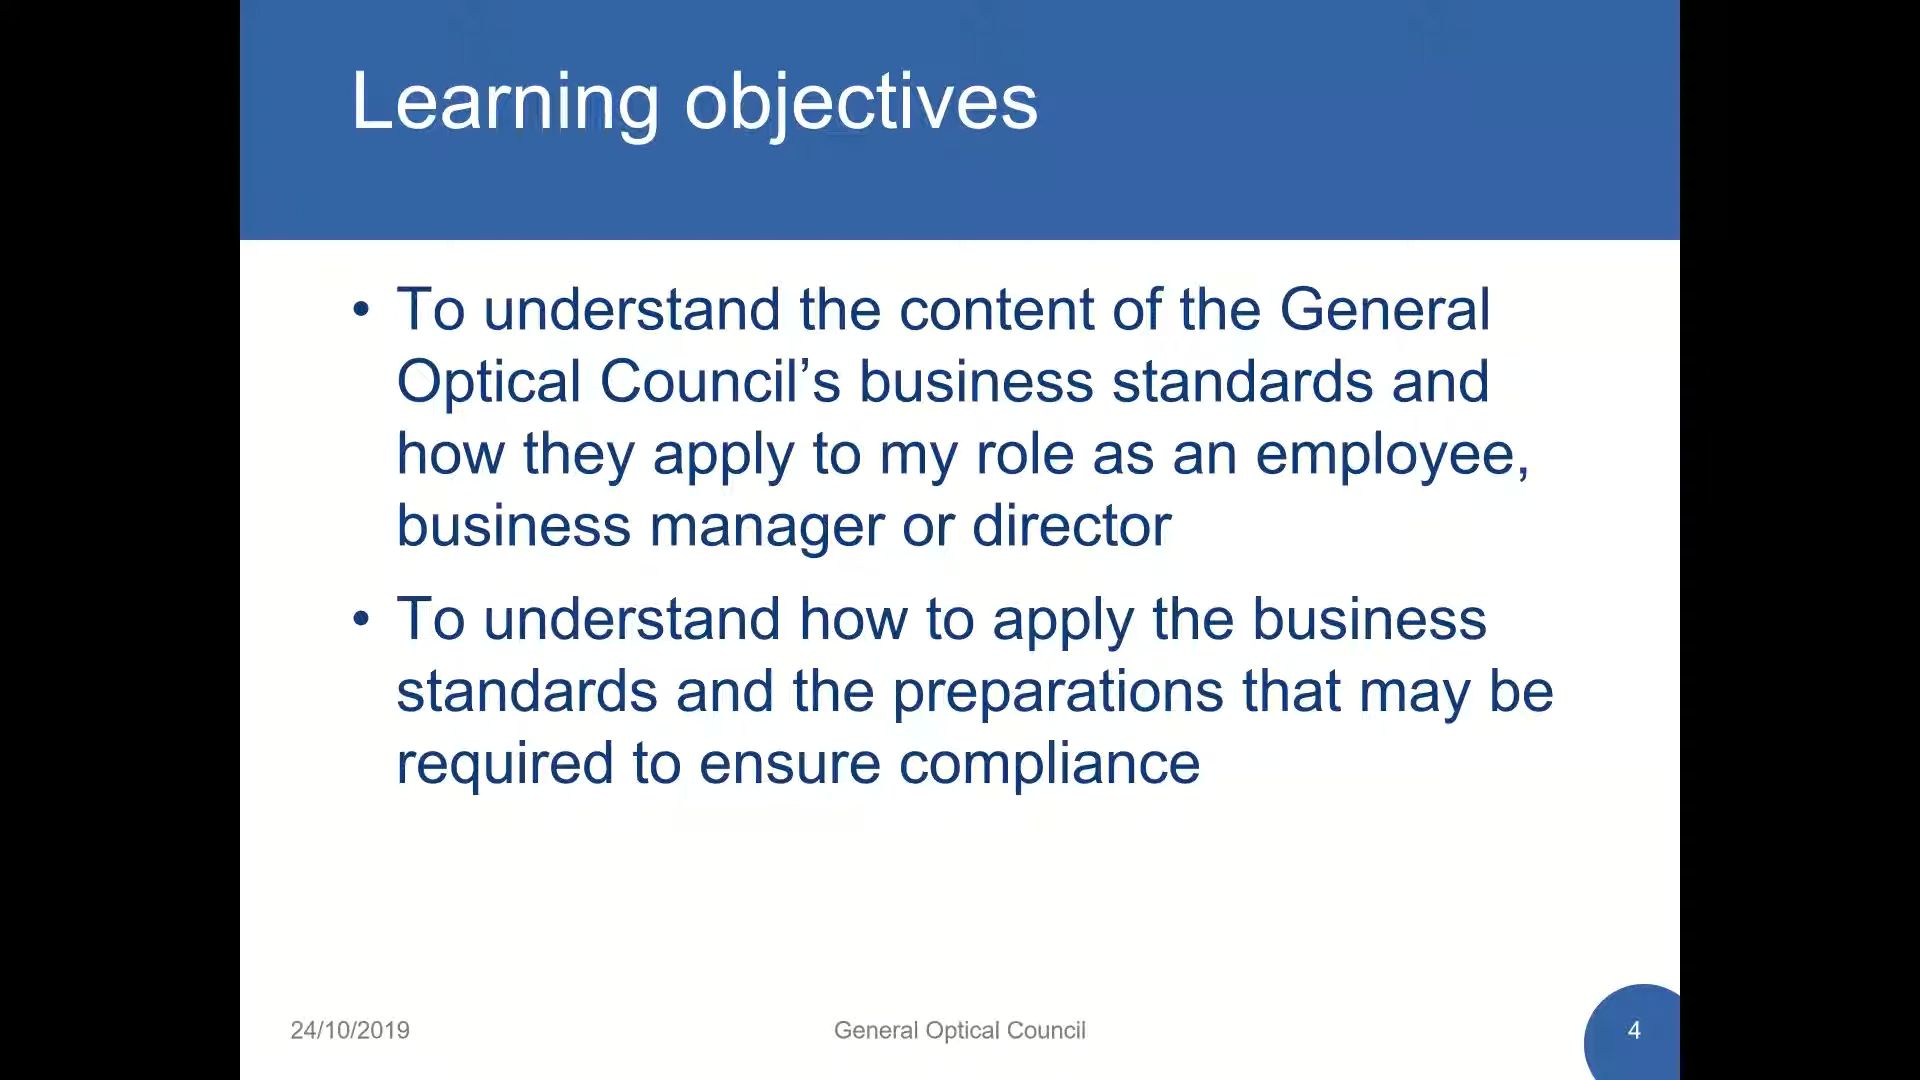 Learning objectives
• To understand the content of the General
Optical Council’s business standards and
how they apply to my role as an employee,
business manager or director
• To understand how to apply the business
standards and the preparations that may be
required to ensure compliance
24/10/2019
General Optical Council
4